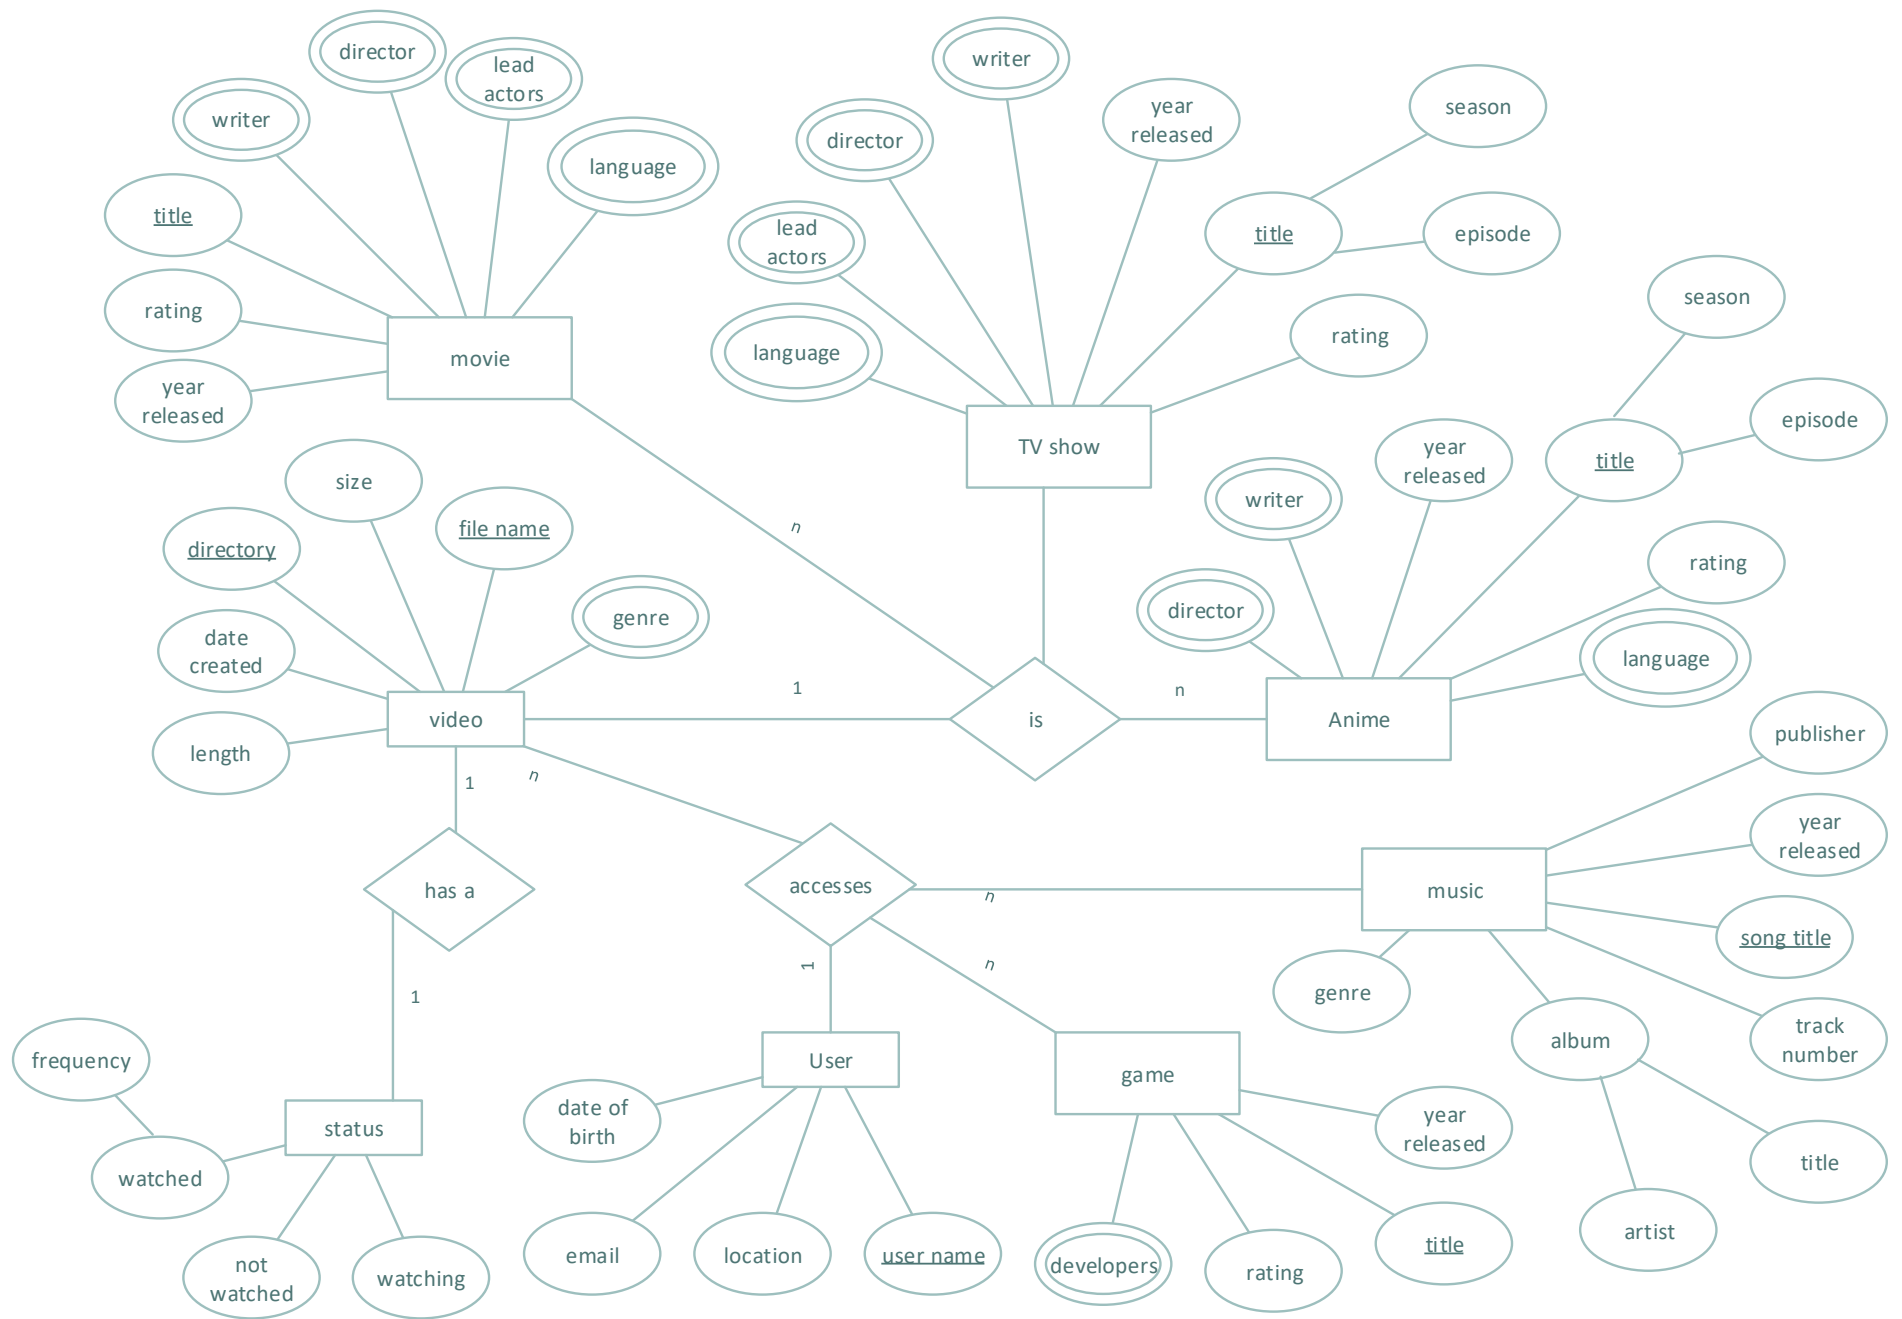 director
lead
actors
writer
language
title
rating
movie
year
released
writer
year
released
season
director
lead
actors
title
episode
language
rating
TV show
season
episode
year
released
title
writer
rating
director
language
n
size
file name
directory
genre
date
created
video
length
1
is
n
Anime
1
n
has a
accesses
n
music
publisher
year
released
song title
genre
album
track
number
title
artist
1
1
n
frequency
status
watched
not
watched
watching
User
date of
birth
email
location
user name
game
year
released
developers
rating
title